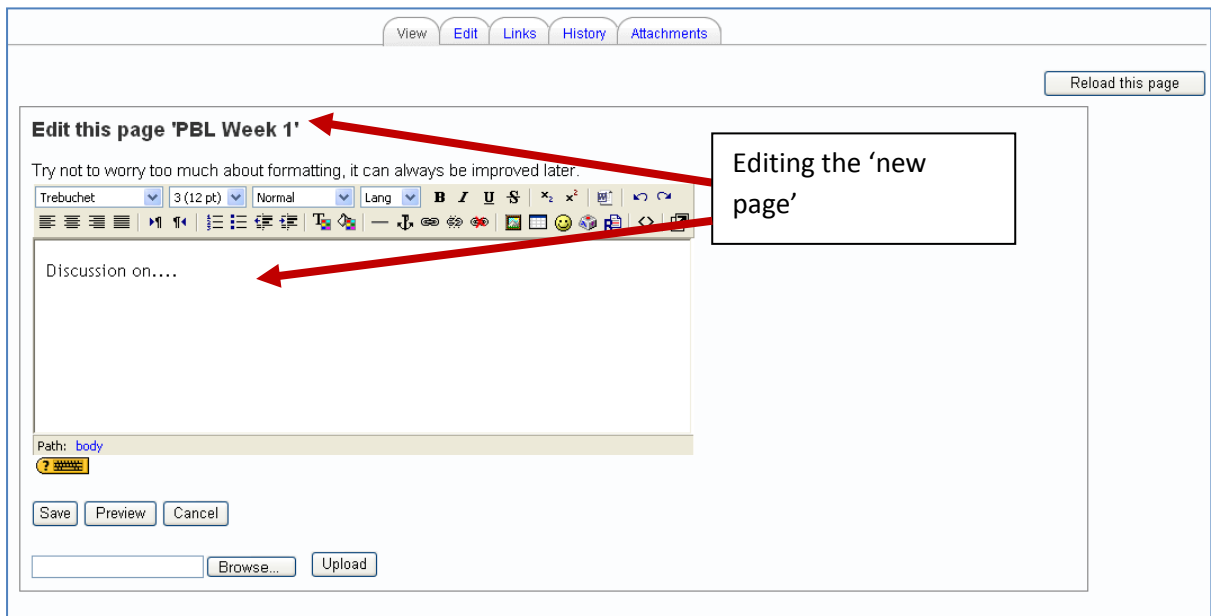 View Edit Links History Attachments
Reload this page
Edit this page 'PBL Week 1'
Try not to worry too much about formatting, it can always be improved later.
Editing the ‘new
page’
Trebuchet 3 (12 pt) Normal Lang B I U S x₂ x²
Discussion on....
Path: body
?
Save Preview Cancel
Browse... Upload